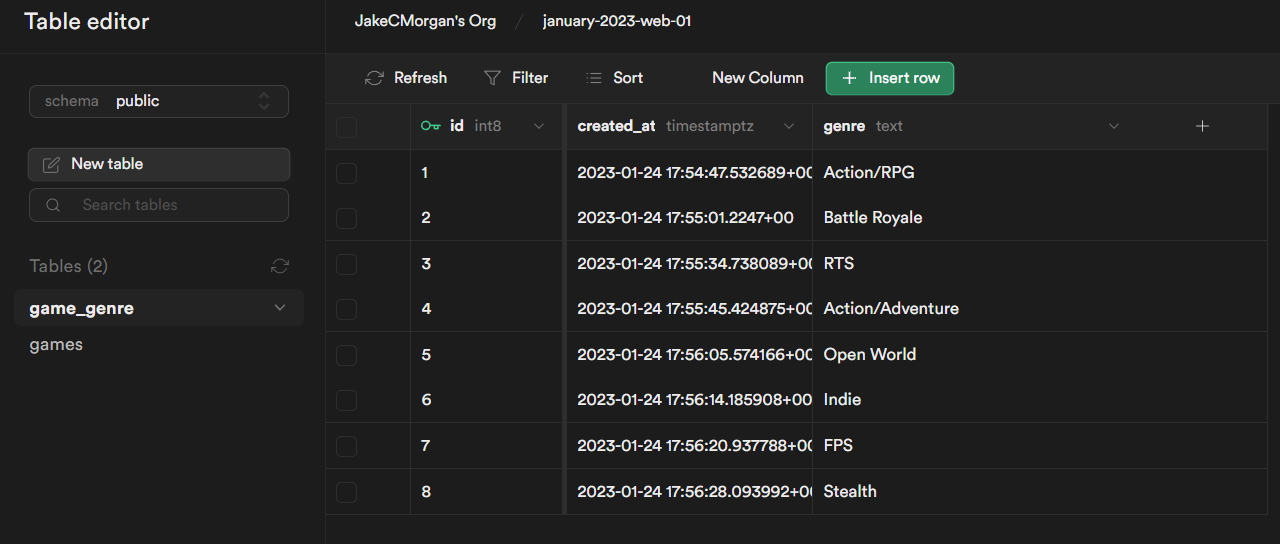 Table editor
JakeCMorgan's Org / january-2023-web-01
schema public
Refresh Filter Sort New Column + Insert row
New table
Search tables
Tables (2)
game_genre
games
id int8 created_at timestamptz genre text +
1 2023-01-24 17:54:47.532689+00 Action/RPG
2 2023-01-24 17:55:01.2247+00 Battle Royale
3 2023-01-24 17:55:34.738089+00 RTS
4 2023-01-24 17:55:45.424875+00 Action/Adventure
5 2023-01-24 17:56:05.574166+00 Open World
6 2023-01-24 17:56:14.185908+00 Indie
7 2023-01-24 17:56:20.937788+00 FPS
8 2023-01-24 17:56:28.093992+00 Stealth